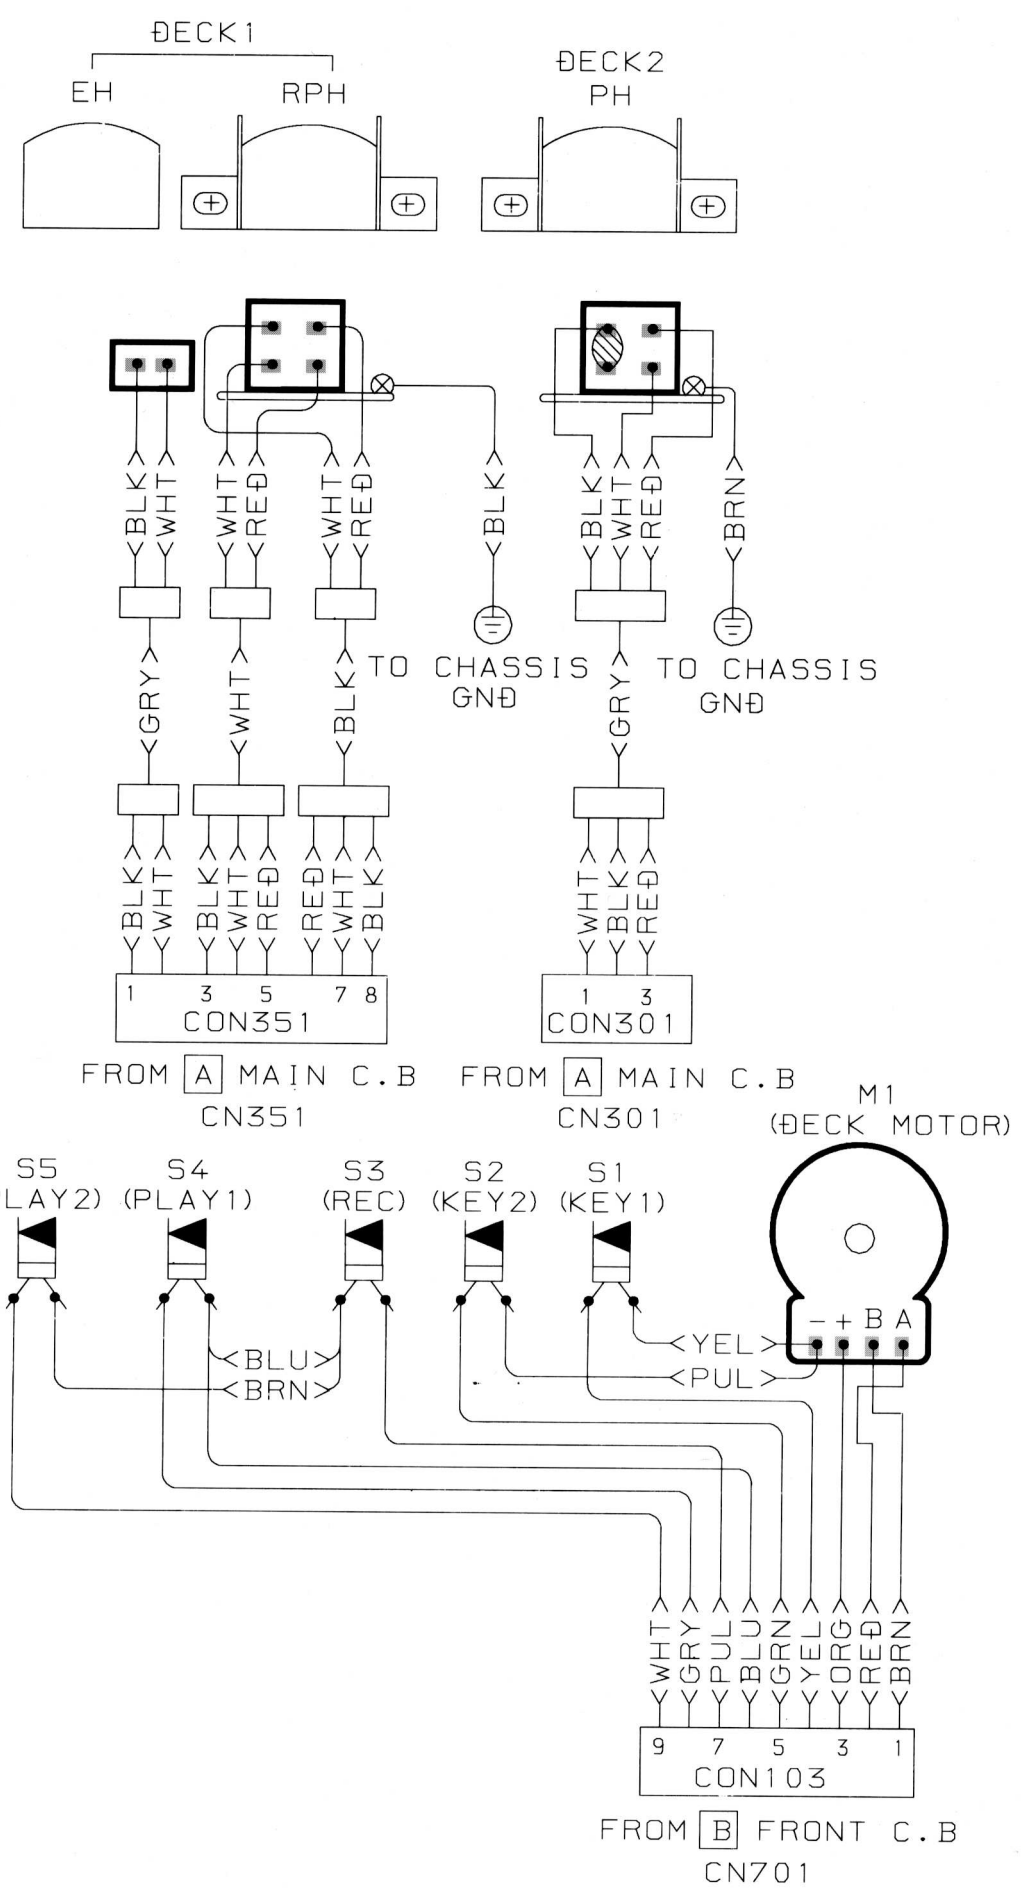 DECK1
DECK2
EH RPH PH
BLK WHT WHT RED WHT RED BLK BLK WHT RED BRN
TO CHASSIS GND
TO CHASSIS GND
GRY WHT BLK GRY
BLK WHT BLK WHT RED RED WHT BLK WHT BLK RED
1 3 5 7 8
CON351
1 3
CON301
FROM A MAIN C.B
CN351
FROM A MAIN C.B
CN301
M1
(DECK MOTOR)
S5 S4 S3 S2 S1
LAY2) (PLAY1) (REC) (KEY2) (KEY1)
- + B A
YEL
PUL
BLU
BRN
WHT GRY PUL BLU GRN YEL ORG RED BRN
9 7 5 3 1
CON103
FROM B FRONT C.B
CN701